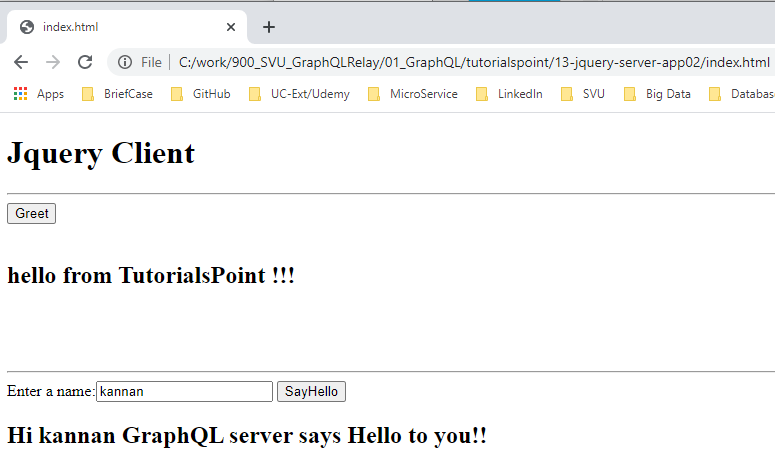 index.html
File C:/work/900_SVU_GraphQLRelay/01_GraphQL/tutorialspoint/13-jquery-server-app02/index.html
Apps BriefCase GitHub UC-Ext/Udemy MicroService LinkedIn SVU Big Data Databas
Jquery Client
Greet
hello from TutorialsPoint !!!
Enter a name: kannan SayHello
Hi kannan GraphQL server says Hello to you!!